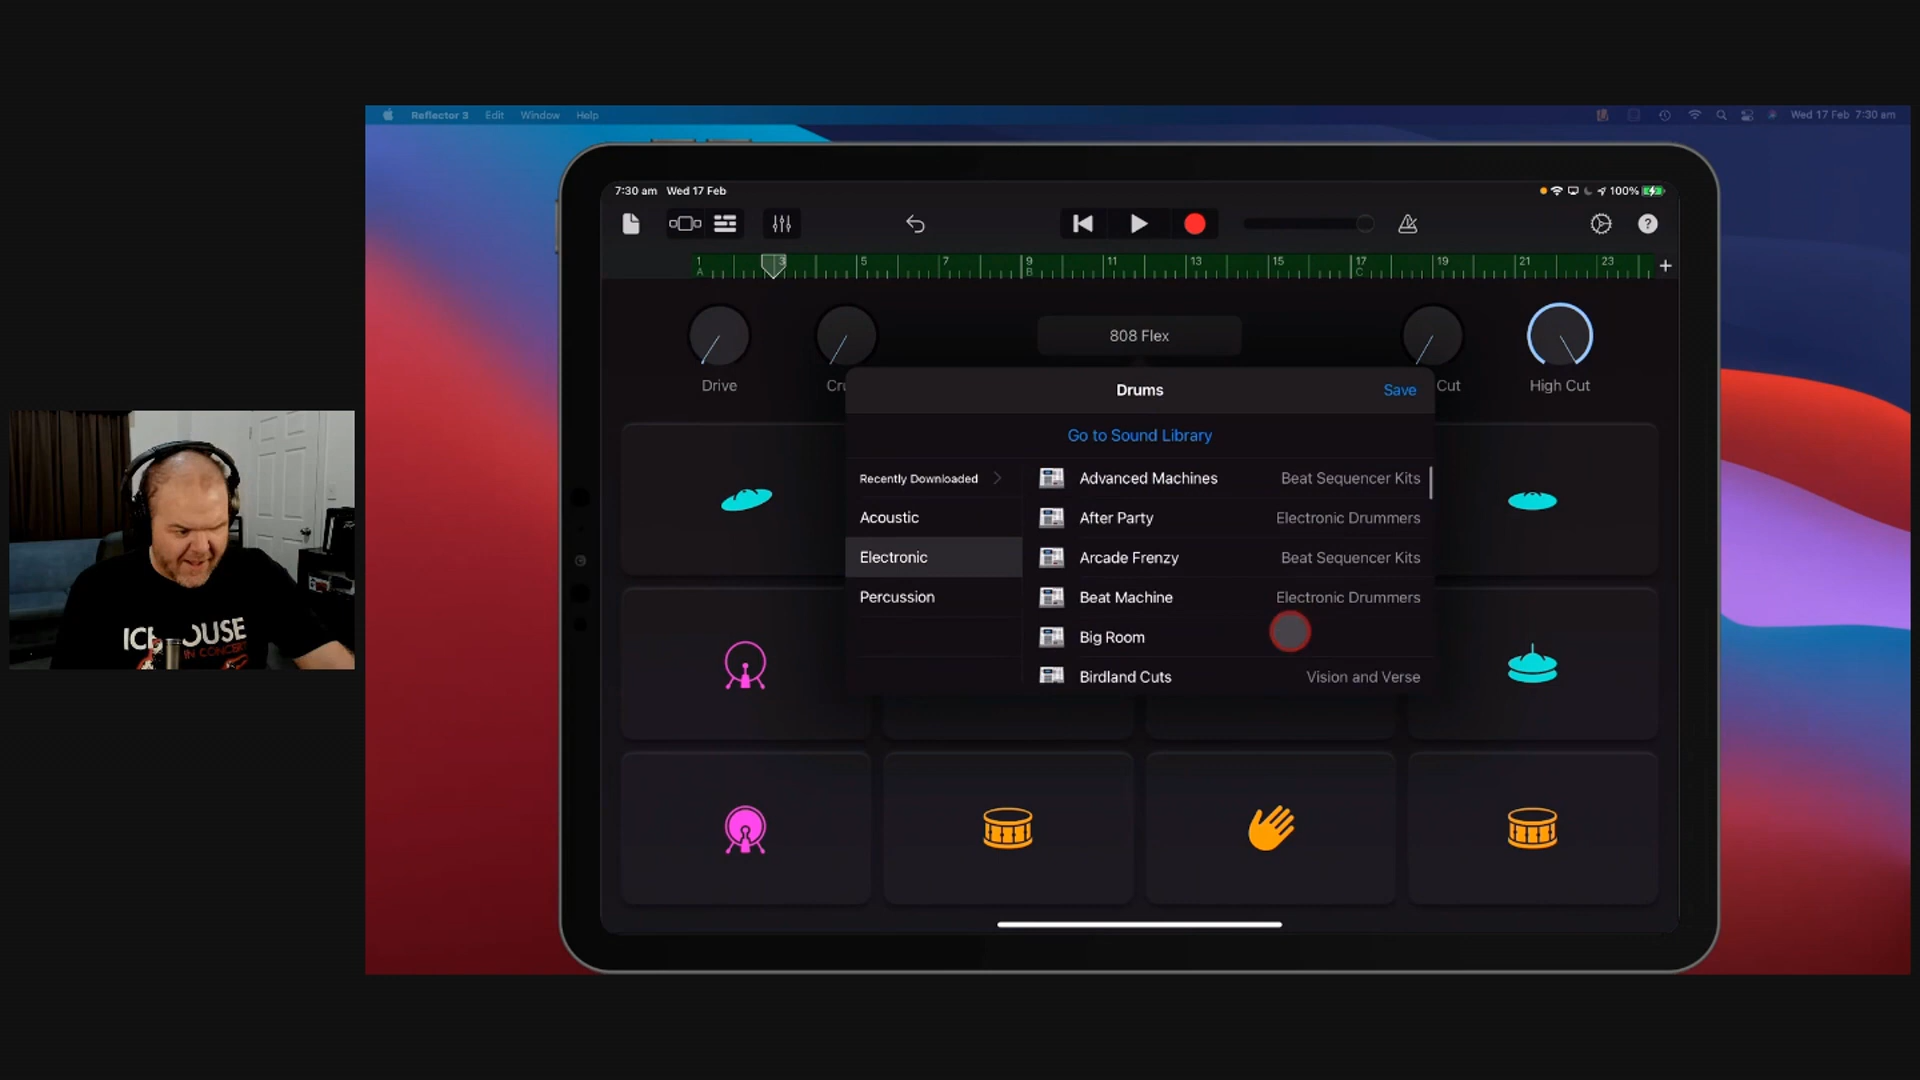 Reflector 3 Edit Window Help
Wed 17 Feb 7:30 am
7:30 am Wed 17 Feb
100%
?
1 3 5 7 9 11 13 15 17 19 21 23 +
A B C
808 Flex
Drive
Cut
High Cut
Drums
Save
Go to Sound Library
Recently Downloaded
Acoustic
Electronic
Percussion
Advanced Machines Beat Sequencer Kits
After Party Electronic Drummers
Arcade Frenzy Beat Sequencer Kits
Beat Machine Electronic Drummers
Big Room
Birdland Cuts Vision and Verse
IN CONCERT